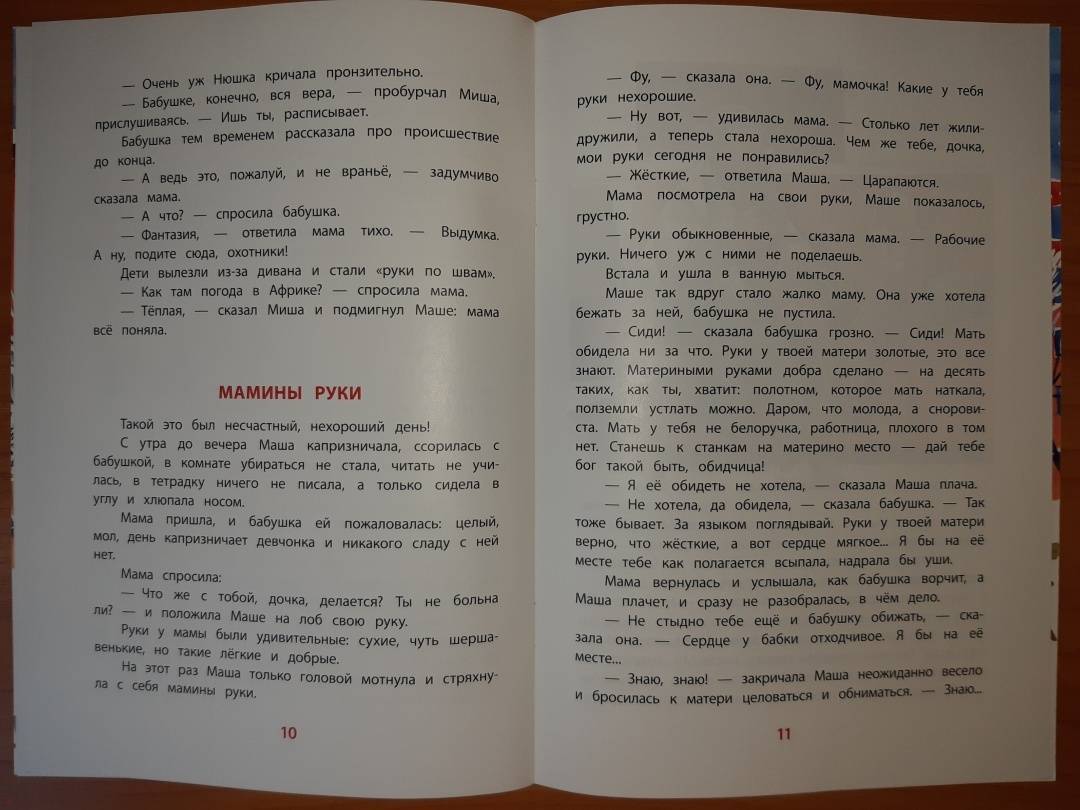 — Очень уж Нюшка кричала пронзительно.
— Бабушке, конечно, вся вера, — пробурчал Миша,
прислушиваясь. — Ишь ты, расписывает.
Бабушка тем временем рассказала про происшествие
до конца.
— А ведь это, пожалуй, и не враньё, — задумчиво
сказала мама.
— А что? — спросила бабушка.
— Фантазия, — ответила мама тихо. — Выдумка.
А ну, подите сюда, охотники!
Дети вылезли из-за дивана и стали «руки по швам».
— Как там погода в Африке? — спросила мама.
— Тёплая, — сказал Миша и подмигнул Маше: мама
всё поняла.
МАМИНЫ РУКИ
Такой это был несчастный, нехороший день!
С утра до вечера Маша капризничала, ссорилась с
бабушкой, в комнате убираться не стала, читать не учи-
лась, в тетрадку ничего не писала, а только сидела в
углу и хлюпала носом.
Мама пришла, и бабушка ей пожаловалась: целый,
мол, день капризничает девчонка и никакого сладу с ней
нет.
Мама спросила:
— Что же с тобой, дочка, делается? Ты не больна
ли? — и положила Маше на лоб свою руку.
Руки у мамы были удивительные: сухие, чуть шерша-
венькие, но такие лёгкие и добрые.
На этот раз Маша только головой мотнула и стряхну-
ла с себя мамины руки.
10
— Фу, — сказала она. — Фу, мамочка! Какие у тебя
руки нехорошие.
— Ну вот, — удивилась мама. — Столько лет жили-
дружили, а теперь стала нехороша. Чем же тебе, дочка,
мои руки сегодня не понравились?
— Жёсткие, — ответила Маша. — Царапаются.
Мама посмотрела на свои руки, Маше показалось,
грустно.
— Руки обыкновенные, — сказала мама. — Рабочие
руки. Ничего уж с ними не поделаешь.
Встала и ушла в ванную мыться.
Маше так вдруг стало жалко маму. Она уже хотела
бежать за ней, бабушка не пустила.
— Сиди! — сказала бабушка грозно. — Сиди! Мать
обидела ни за что. Руки у твоей матери золотые, это все
знают. Материными руками добра сделано — на десять
таких, как ты, хватит: полотном, которое мать наткала,
полземли устлать можно. Даром, что молода, а снорови-
ста. Мать у тебя не белоручка, работница, плохого в том
нет. Станешь к станкам на материно место — дай тебе
бог такой быть, обидчица!
— Я её обидеть не хотела, — сказала Маша плача.
— Не хотела, да обидела, — сказала бабушка. — Так
тоже бывает. За языком поглядывай. Руки у твоей матери
верно, что жёсткие, а вот сердце мягкое... Я бы на её
месте тебе как полагается всыпала, надрала бы уши.
Мама вернулась и услышала, как бабушка ворчит, а
Маша плачет, и сразу не разобралась, в чём дело.
— Не стыдно тебе ещё и бабушку обижать, — ска-
зала она. — Сердце у бабки отходчивое. Я бы на её
месте...
— Знаю, знаю! — закричала Маша неожиданно весело
и бросилась к матери целоваться и обниматься. — Знаю...
11